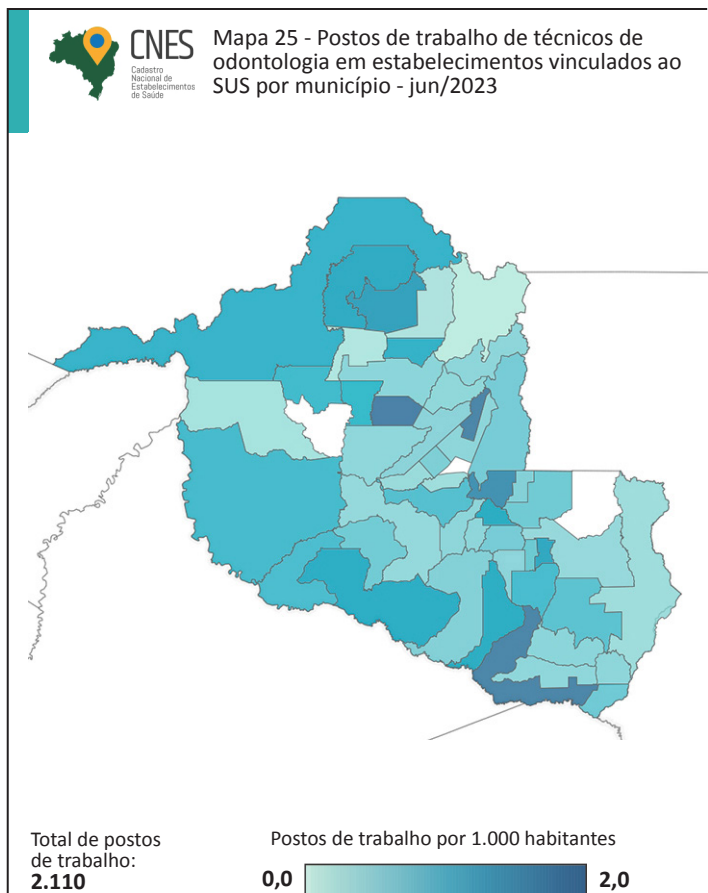 CNES
Cadastro
Nacional de
Estabelecimentos
de Saúde
Mapa 25 - Postos de trabalho de técnicos de
odontologia em estabelecimentos vinculados ao
SUS por município - jun/2023
Total de postos
de trabalho:
2.110
Postos de trabalho por 1.000 habitantes
0,0
2,0